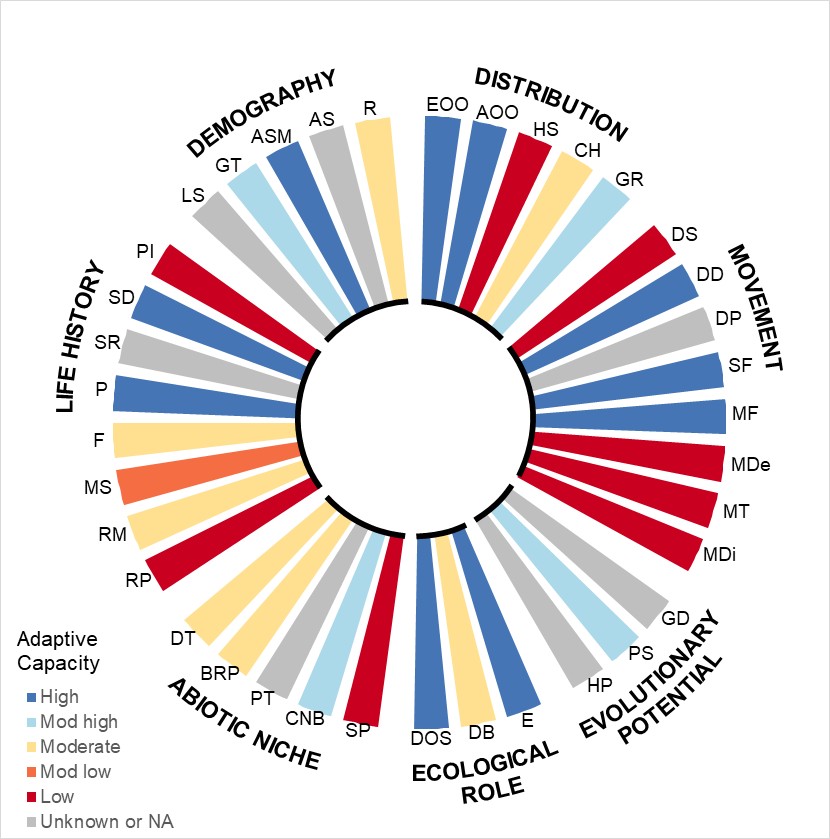 DISTRIBUTION
EOO
AOO
HS
CH
GR
MOVEMENT
DS
DD
DP
SF
MF
MDe
MT
MDi
EVOLUTIONARY
POTENTIAL
GD
PS
HP
ECOLOGICAL
ROLE
E
DB
DOS
ABIOTIC NICHE
SP
CNB
PT
BRP
DT
LIFE HISTORY
RP
RM
MS
F
P
SR
SD
PI
DEMOGRAPHY
LS
GT
ASM
AS
R
Adaptive
Capacity
High
Mod high
Moderate
Mod low
Low
Unknown or NA